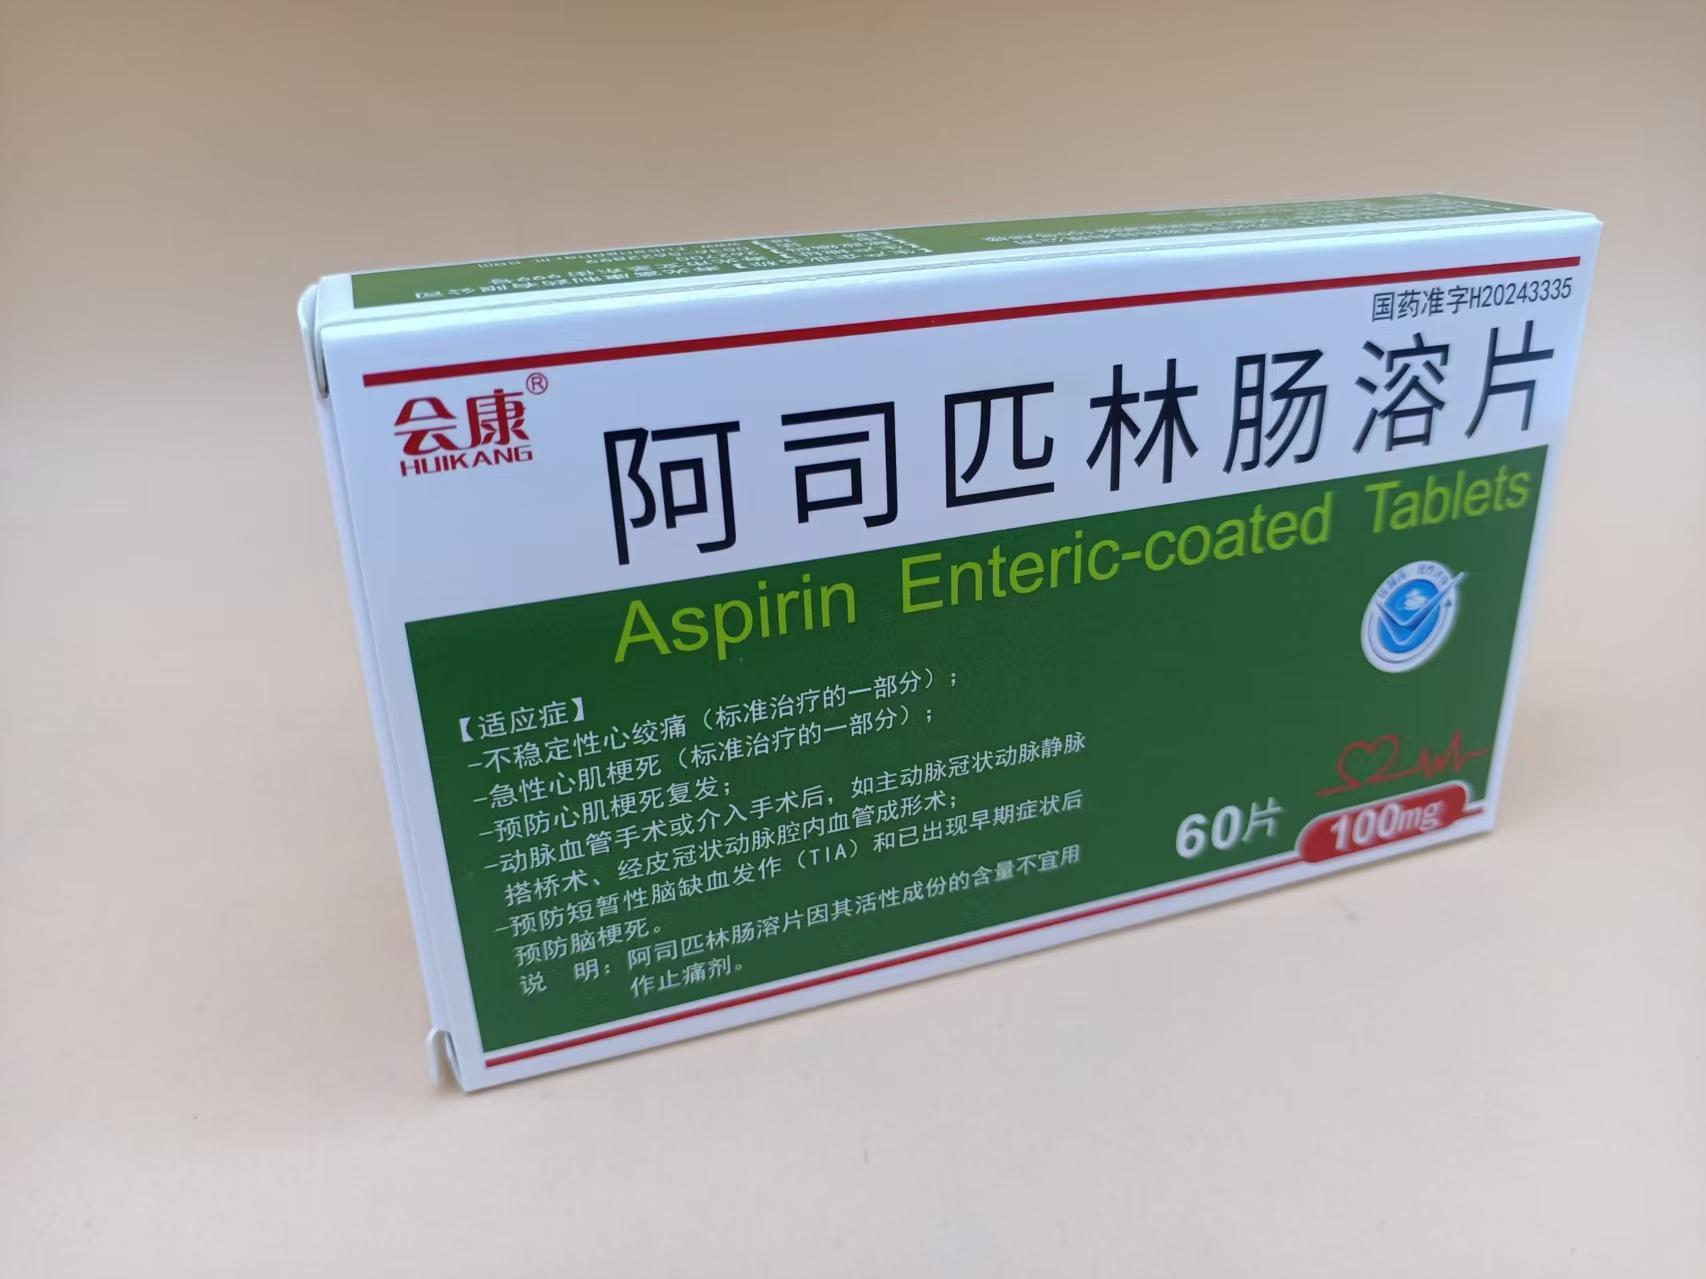 国药准字H20243335
会康®
HUIKANG
阿司匹林肠溶片
Aspirin Enteric-coated Tablets
【适应症】
-不稳定性心绞痛（标准治疗的一部分）；
-急性心肌梗死（标准治疗的一部分）；
-预防心肌梗死复发；
-动脉血管手术或介入手术后，如主动脉冠状动脉静脉
搭桥术、经皮冠状动脉腔内血管成形术；
-预防短暂性脑缺血发作（TIA）和已出现早期症状后
预防脑梗死。
说 明：阿司匹林肠溶片因其活性成份的含量不宜用
作止痛剂。
60片
100mg